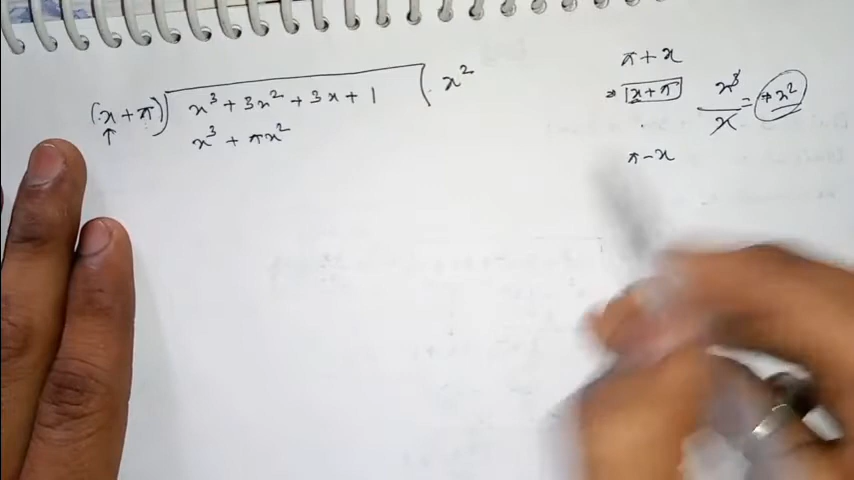 (x + π) x³ + 3x² + 3x + 1 ( x²
x³ + πx²
π + x
⇒ x + π
x³/x = ⇒ x²
π - x